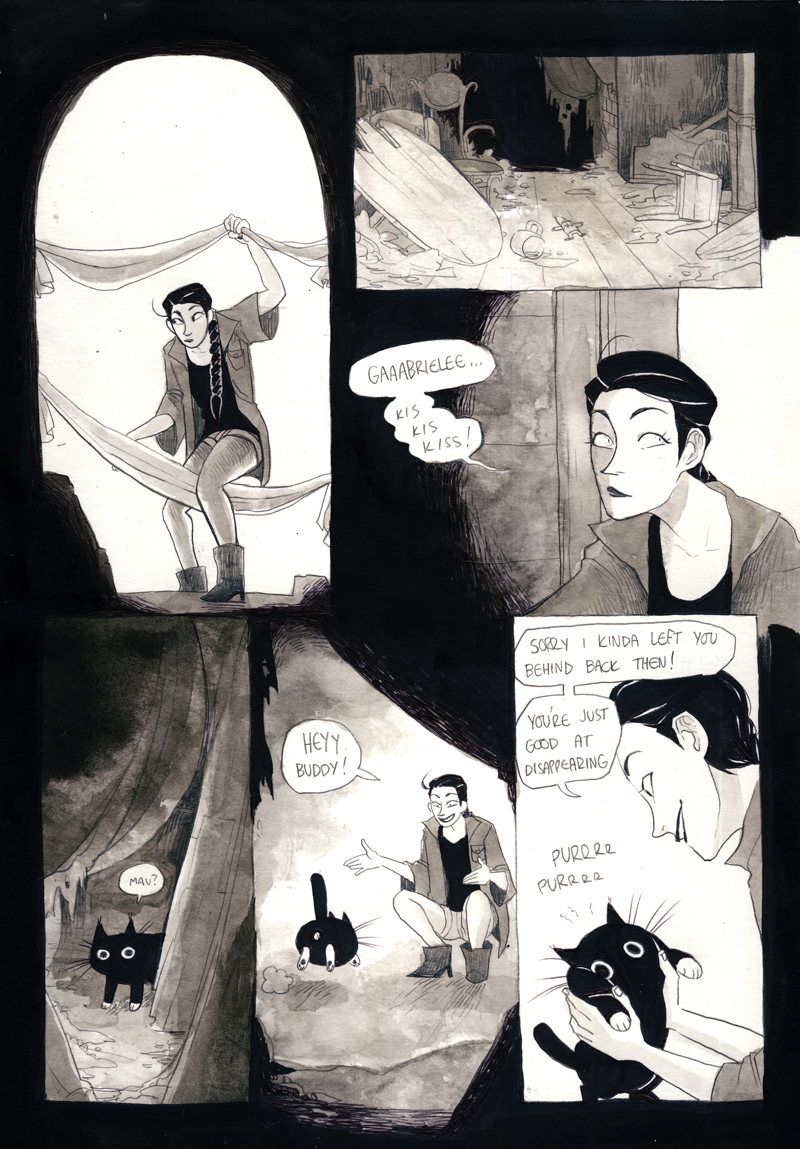 GAAABRIELEE...
KIS
KIS
KISS!
MAU?
HEYY
BUDDY!
SORRY I KINDA LEFT YOU
BEHIND BACK THEN!
YOU'RE JUST
GOOD AT
DISAPPEARING
PURRRR
PURRRR